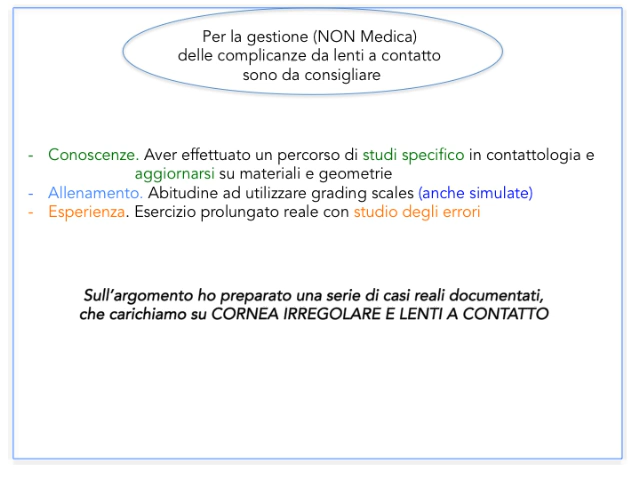 Per la gestione (NON Medica)
delle complicanze da lenti a contatto
sono da consigliare
- Conoscenze. Aver effettuato un percorso di studi specifico in contattologia e
aggiornarsi su materiali e geometrie
- Allenamento. Abitudine ad utilizzare grading scales (anche simulate)
- Esperienza. Esercizio prolungato reale con studio degli errori
Sull'argomento ho preparato una serie di casi reali documentati,
che carichiamo su CORNEA IRREGOLARE E LENTI A CONTATTO